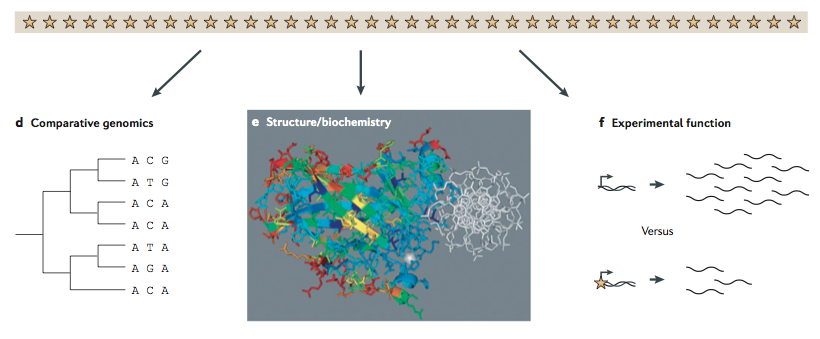 d Comparative genomics
A C G
A T G
A C A
A C A
A T A
A G A
A C A
e Structure/biochemistry
f Experimental function
Versus